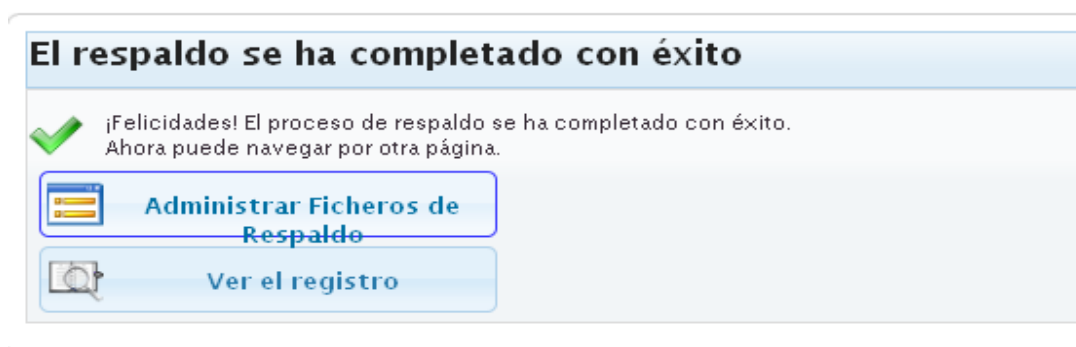 El respaldo se ha completado con éxito
¡Felicidades! El proceso de respaldo se ha completado con éxito.
Ahora puede navegar por otra página.
Administrar Ficheros de
Respaldo
Ver el registro